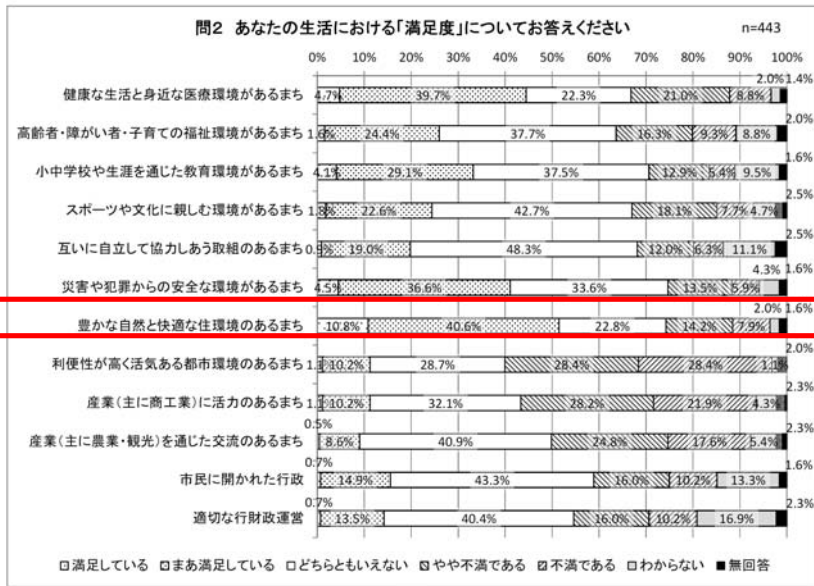 問2 あなたの生活における「満足度」についてお答えください n=443
0% 10% 20% 30% 40% 50% 60% 70% 80% 90% 100%
2.0% 1.4%
健康な生活と身近な医療環境があるまち 4.7% 39.7% 22.3% 21.0% 8.8%
2.0%
高齢者・障がい者・子育ての福祉環境があるまち 1.6% 24.4% 37.7% 16.3% 9.3% 8.8%
1.6%
小中学校や生涯を通じた教育環境があるまち 4.1% 29.1% 37.5% 12.9% 5.4% 9.5%
2.5%
スポーツや文化に親しむ環境があるまち 1.8% 22.6% 42.7% 18.1% 7.7% 4.7%
2.5%
互いに自立して協力しあう取組のあるまち 0.9% 19.0% 48.3% 12.0% 6.3% 11.1%
4.3% 1.6%
災害や犯罪からの安全な環境があるまち 4.5% 36.6% 33.6% 13.5% 5.9%
2.0% 1.6%
豊かな自然と快適な住環境のあるまち 10.8% 40.6% 22.8% 14.2% 7.9%
2.0%
利便性が高く活気ある都市環境のあるまち 1.1% 10.2% 28.7% 28.4% 28.4% 1.1%
2.3%
産業(主に商工業)に活力のあるまち 1.1% 10.2% 32.1% 28.2% 21.9% 4.3%
0.5% 2.3%
産業(主に農業・観光)を通じた交流のあるまち 8.6% 40.9% 24.8% 17.6% 5.4%
0.7% 1.6%
市民に開かれた行政 14.9% 43.3% 16.0% 10.2% 13.3%
0.7% 2.3%
適切な行財政運営 13.5% 40.4% 16.0% 10.2% 16.9%
満足している まあ満足している どちらともいえない やや不満である 不満である わからない 無回答